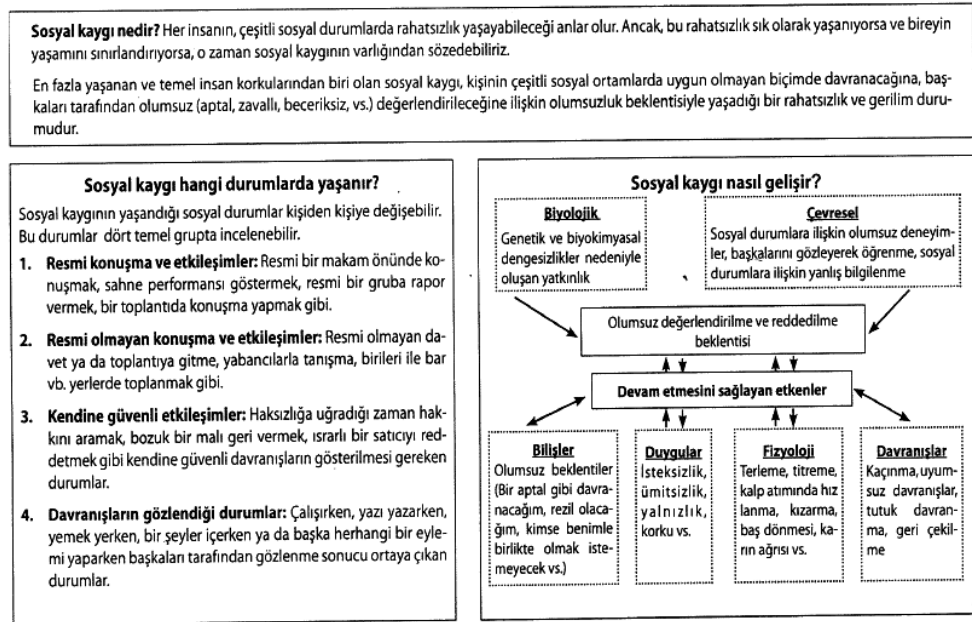 Sosyal kaygı nedir? Her insanın, çeşitli sosyal durumlarda rahatsızlık yaşayabileceği anlar olur. Ancak, bu rahatsızlık sık olarak yaşanıyorsa ve bireyin
yaşamını sınırlandırıyorsa, o zaman sosyal kaygının varlığından sözedebiliriz.
En fazla yaşanan ve temel insan korkularından biri olan sosyal kaygı, kişinin çeşitli sosyal ortamlarda uygun olmayan biçimde davranacağına, baş-
kaları tarafından olumsuz (aptal, zavallı, beceriksiz, vs.) değerlendirileceğine ilişkin olumsuzluk beklentisiyle yaşadığı bir rahatsızlık ve gerilim duru-
mudur.
Sosyal kaygı hangi durumlarda yaşanır?
Sosyal kaygının yaşandığı sosyal durumlar kişiden kişiye değişebilir.
Bu durumlar dört temel grupta incelenebilir.
1. Resmi konuşma ve etkileşimler: Resmi bir makam önünde ko-
nuşmak, sahne performansı göstermek, resmi bir gruba rapor
vermek, bir toplantıda konuşma yapmak gibi.
2. Resmi olmayan konuşma ve etkileşimler: Resmi olmayan da-
vet ya da toplantıya gitme, yabancılarla tanışma, birileri ile bar
vb. yerlerde toplanmak gibi.
3. Kendine güvenli etkileşimler: Haksızlığa uğradığı zaman hak-
kını aramak, bozuk bir malı geri vermek, ısrarlı bir satıcıyı red-
detmek gibi kendine güvenli davranışların gösterilmesi gereken
durumlar.
4. Davranışların gözlendiği durumlar: Çalışırken, yazı yazarken,
yemek yerken, bir şeyler içerken ya da başka herhangi bir eyle-
mi yaparken başkaları tarafından gözlenme sonucu ortaya çıkan
durumlar.
Sosyal kaygı nasıl gelişir?
Biyolojik
Genetik ve biyokimyasal
dengesizlikler nedeniyle
oluşan yatkınlık
Çevresel
Sosyal durumlara ilişkin olumsuz deneyim-
ler, başkalarını gözleyerek öğrenme, sosyal
durumlara ilişkin yanlış bilgilenme
Olumsuz değerlendirilme ve reddedilme
beklentisi
Devam etmesini sağlayan etkenler
Bilişler
Olumsuz beklentiler
(Bir aptal gibi davra-
nacağım, rezil olaca-
ğım, kimse benimle
birlikte olmak iste-
meyecek vs.)
Duygular
İsteksizlik,
ümitsizlik,
yalnızlık,
korku vs.
Fizyoloji
Terleme, titreme,
kalp atımında hız
lanma, kızarma,
baş dönmesi, ka-
rın ağrısı vs.
Davranışlar
Kaçınma, uyum-
suz davranışlar,
tutuk davran-
ma, geri çekil-
me